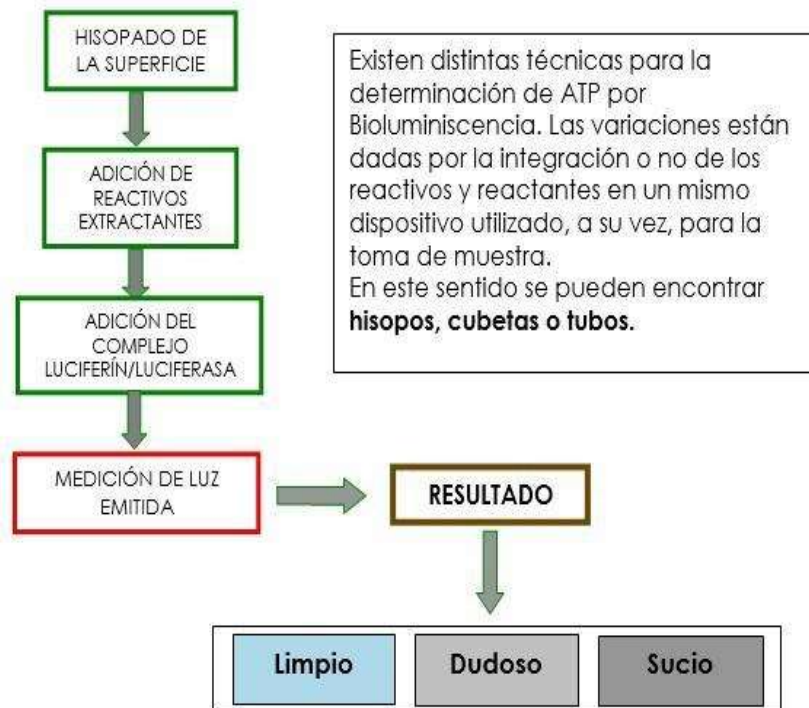 HISOPADO DE
LA SUPERFICIE
ADICIÓN DE
REACTIVOS
EXTRACTANTES
ADICIÓN DEL
COMPLEJO
LUCIFERÍN/LUCIFERASA
MEDICIÓN DE LUZ
EMITIDA
Existen distintas técnicas para la
determinación de ATP por
Bioluminiscencia. Las variaciones están
dadas por la integración o no de los
reactivos y reactantes en un mismo
dispositivo utilizado, a su vez, para la
toma de muestra.
En este sentido se pueden encontrar
hisopos, cubetas o tubos.
RESULTADO
Limpio
Dudoso
Sucio